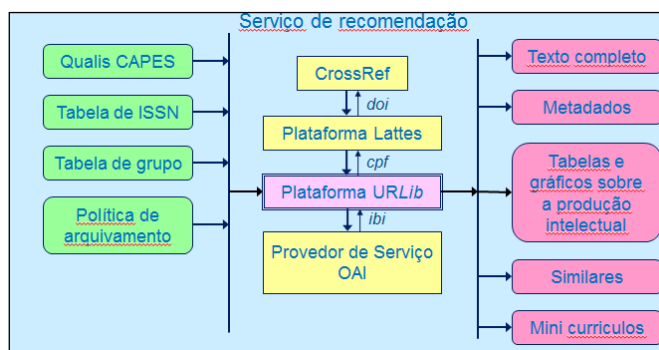 Serviço de recomendação
Qualis CAPES
Tabela de ISSN
Tabela de grupo
Política de
arquivamento
CrossRef
doi
Plataforma Lattes
cpf
Plataforma URLib
ibi
Provedor de Serviço
OAI
Texto completo
Metadados
Tabelas e
gráficos sobre
a produção
intelectual
Similares
Mini curriculos